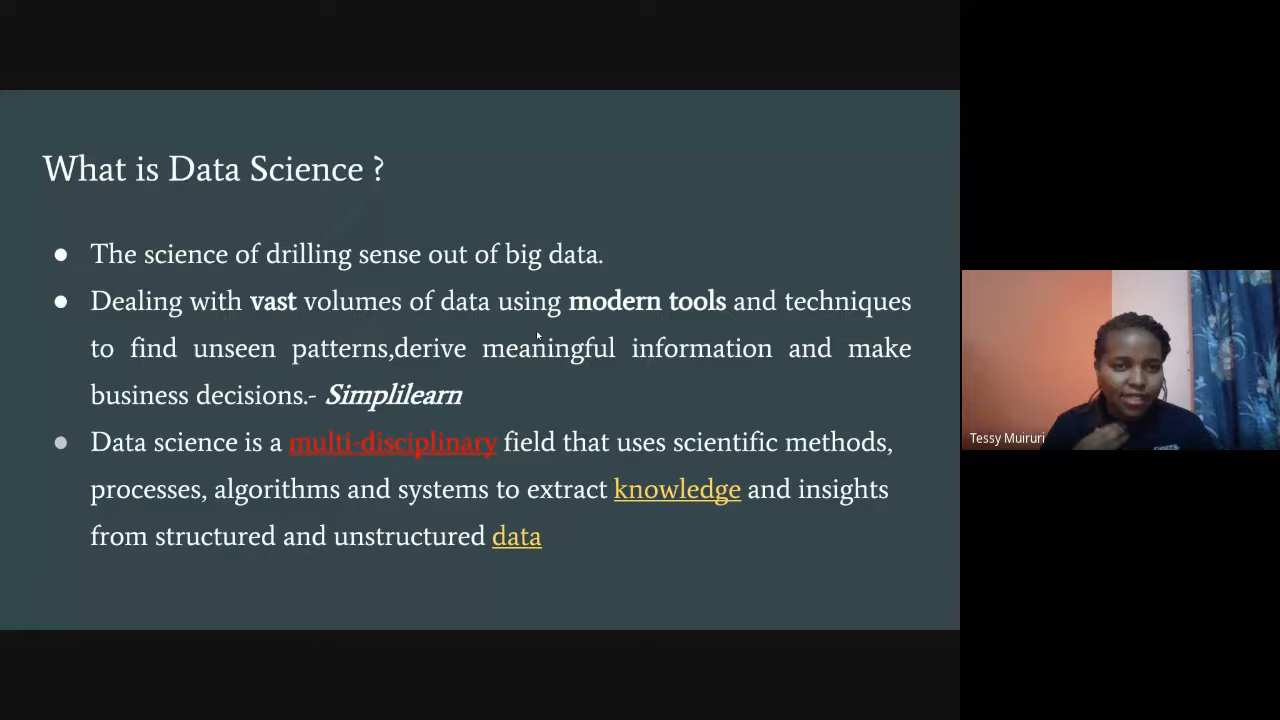 What is Data Science ?
● The science of drilling sense out of big data.
● Dealing with vast volumes of data using modern tools and techniques
to find unseen patterns,derive meaningful information and make
business decisions.- Simplilearn
● Data science is a multi-disciplinary field that uses scientific methods,
processes, algorithms and systems to extract knowledge and insights
from structured and unstructured data
Tessy Muiruri